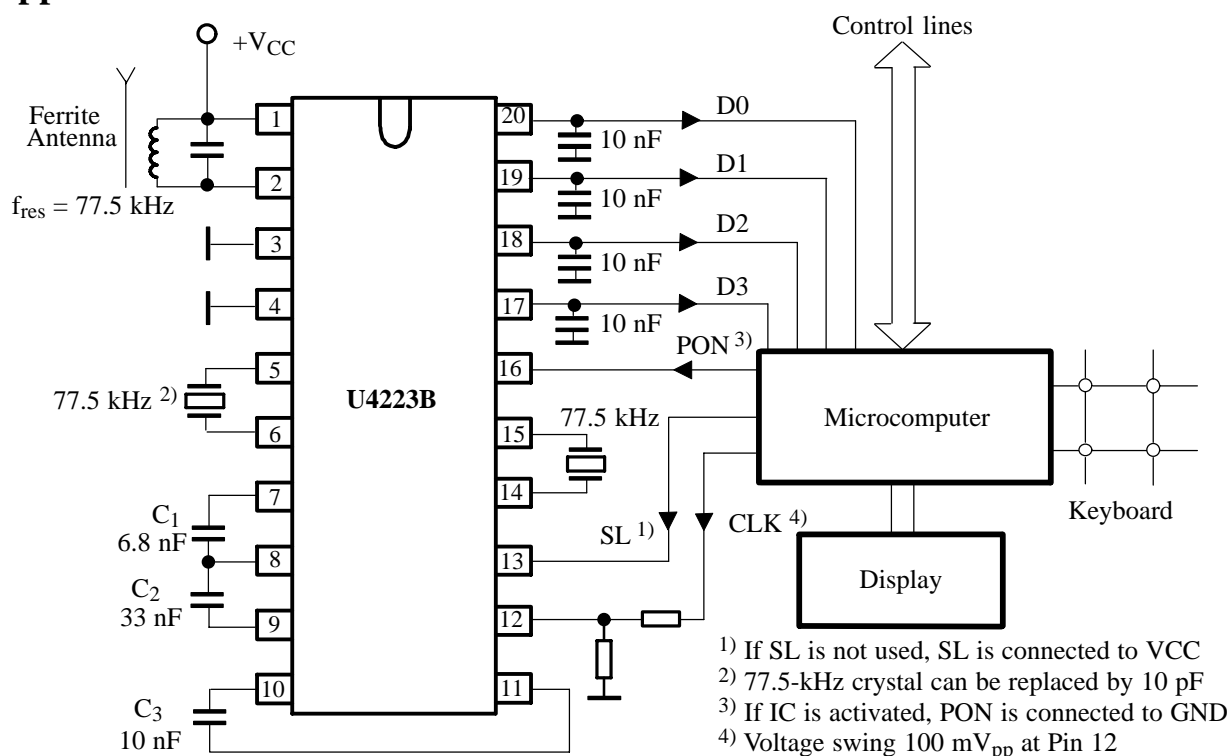 Control lines
+VCC
Ferrite
Antenna
fres = 77.5 kHz
1
2
3
4
5
6
7
8
9
10
20
19
18
17
16
15
14
13
12
11
U4223B
D0
10 nF
D1
10 nF
D2
10 nF
D3
10 nF
PON 3)
77.5 kHz 2)
77.5 kHz
Microcomputer
Keyboard
C1
6.8 nF
C2
33 nF
C3
10 nF
SL 1)
CLK 4)
Display
1) If SL is not used, SL is connected to VCC
2) 77.5-kHz crystal can be replaced by 10 pF
3) If IC is activated, PON is connected to GND
4) Voltage swing 100 mVpp at Pin 12